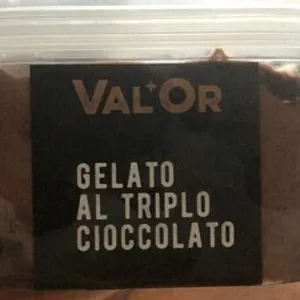 VAL'OR
GELATO
AL TRIPLO
CIOCCOLATO